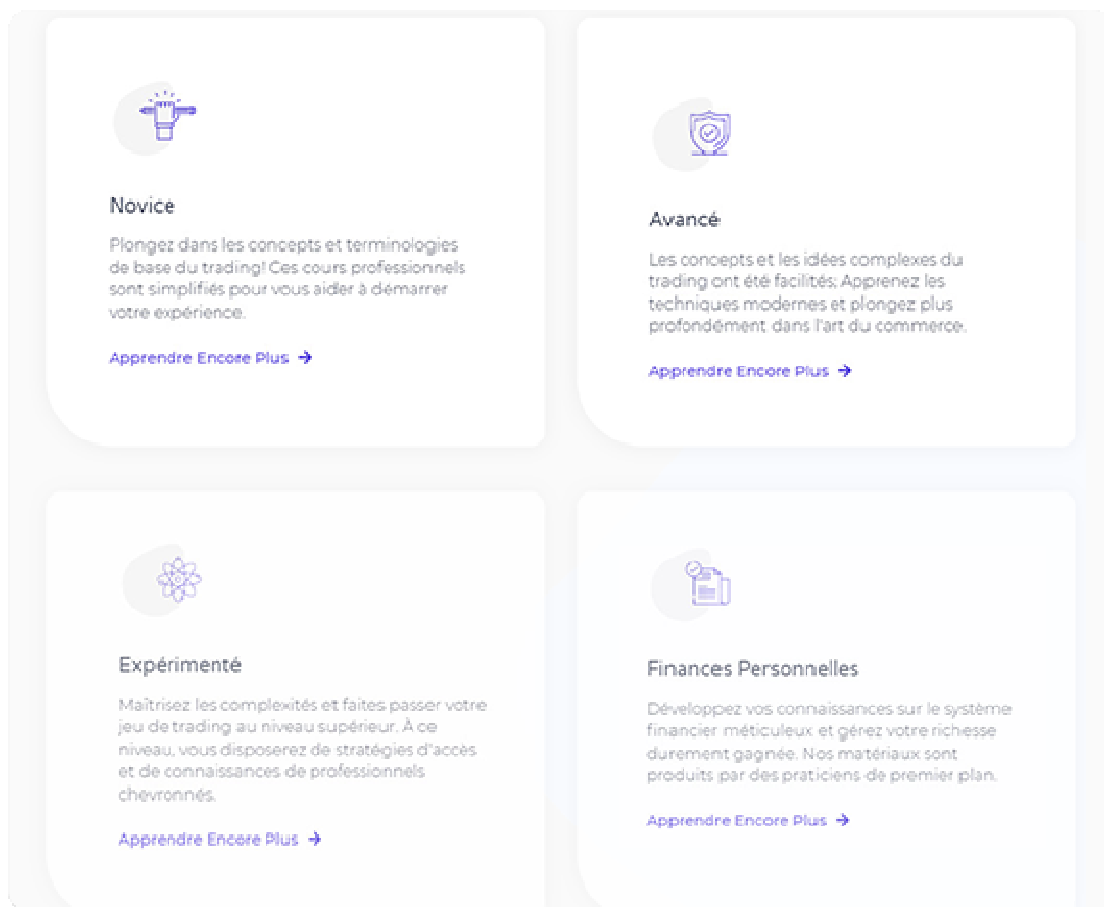 Novice
Plongez dans les concepts et terminologies
de base du trading! Ces cours professionnels
sont simplifiés pour vous aider à démarrer
votre expérience.
Apprendre Encore Plus →
Avancé
Les concepts et les idées complexes du
trading ont été facilités; Apprenez les
techniques modernes et plongez plus
profondément dans l'art du commerce.
Apprendre Encore Plus →
Expérimenté
Maîtrisez les complexités et faites passer votre
jeu de trading au niveau supérieur. À ce
niveau, vous disposerez de stratégies d"accès
et de connaissances de professionnels
chevronnés.
Apprendre Encore Plus →
Finances Personnelles
Développez vos connaissances sur le système
financier méticuleux et gérez votre richesse
durement gagnée. Nos matériaux sont
produits par des praticiens de premier plan.
Apprendre Encore Plus →